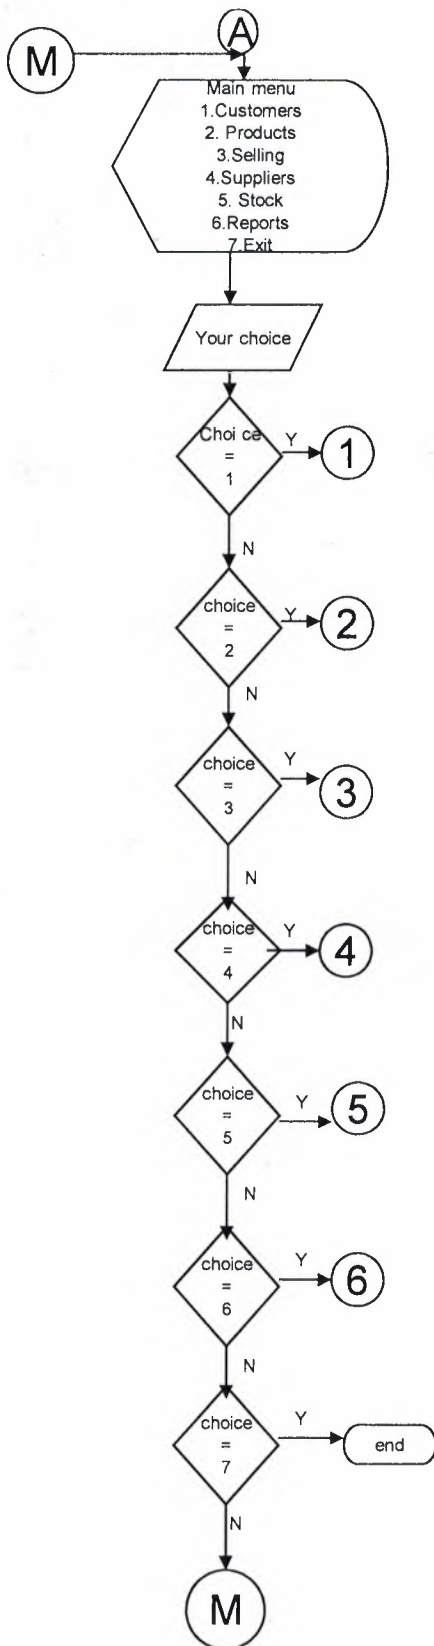 A
M
Main menu
1.Customers
2. Products
3.Selling
4.Suppliers
5. Stock
6.Reports
7.Exit
Your choice
Choi ce
=
1
Y
1
N
choice
=
2
Y
2
N
choice
=
3
Y
3
N
choice
=
4
Y
4
N
choice
=
5
Y
5
N
choice
=
6
Y
6
N
choice
=
7
Y
end
N
M